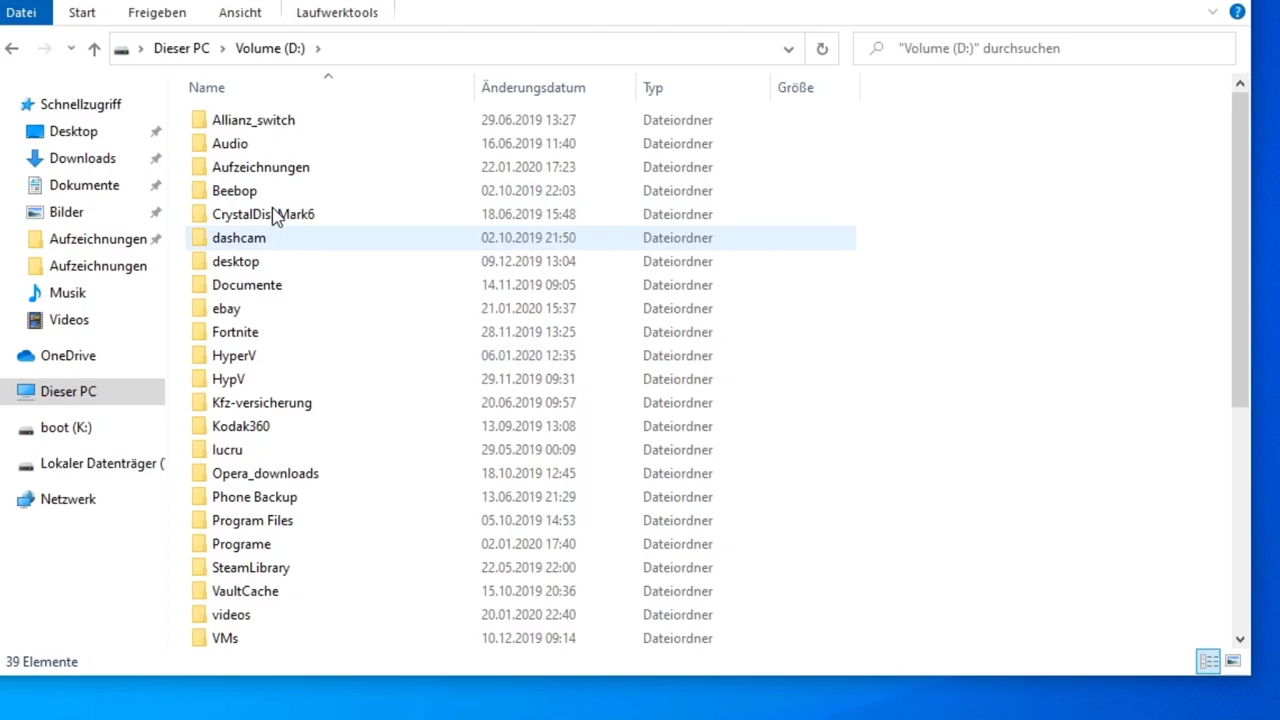 Datei Start Freigeben Ansicht Laufwerktools
Dieser PC Volume (D:) "Volume (D:)" durchsuchen
Name Änderungsdatum Typ Größe
Schnellzugriff
Desktop
Downloads
Dokumente
Bilder
Aufzeichnungen
Aufzeichnungen
Musik
Videos
OneDrive
Dieser PC
boot (K:)
Lokaler Datenträger (
Netzwerk
Allianz_switch 29.06.2019 13:27 Dateiordner
Audio 16.06.2019 11:40 Dateiordner
Aufzeichnungen 22.01.2020 17:23 Dateiordner
Beebop 02.10.2019 22:03 Dateiordner
CrystalDiskMark6 18.06.2019 15:48 Dateiordner
dashcam 02.10.2019 21:50 Dateiordner
desktop 09.12.2019 13:04 Dateiordner
Documente 14.11.2019 09:05 Dateiordner
ebay 21.01.2020 15:37 Dateiordner
Fortnite 28.11.2019 13:25 Dateiordner
HyperV 06.01.2020 12:35 Dateiordner
HypV 29.11.2019 09:31 Dateiordner
Kfz-versicherung 20.06.2019 09:57 Dateiordner
Kodak360 13.09.2019 13:08 Dateiordner
lucru 29.05.2019 00:09 Dateiordner
Opera_downloads 18.10.2019 12:45 Dateiordner
Phone Backup 13.06.2019 21:29 Dateiordner
Program Files 05.10.2019 14:53 Dateiordner
Programe 02.01.2020 17:40 Dateiordner
SteamLibrary 22.05.2019 22:00 Dateiordner
VaultCache 15.10.2019 20:36 Dateiordner
videos 20.01.2020 22:40 Dateiordner
VMs 10.12.2019 09:14 Dateiordner
39 Elemente